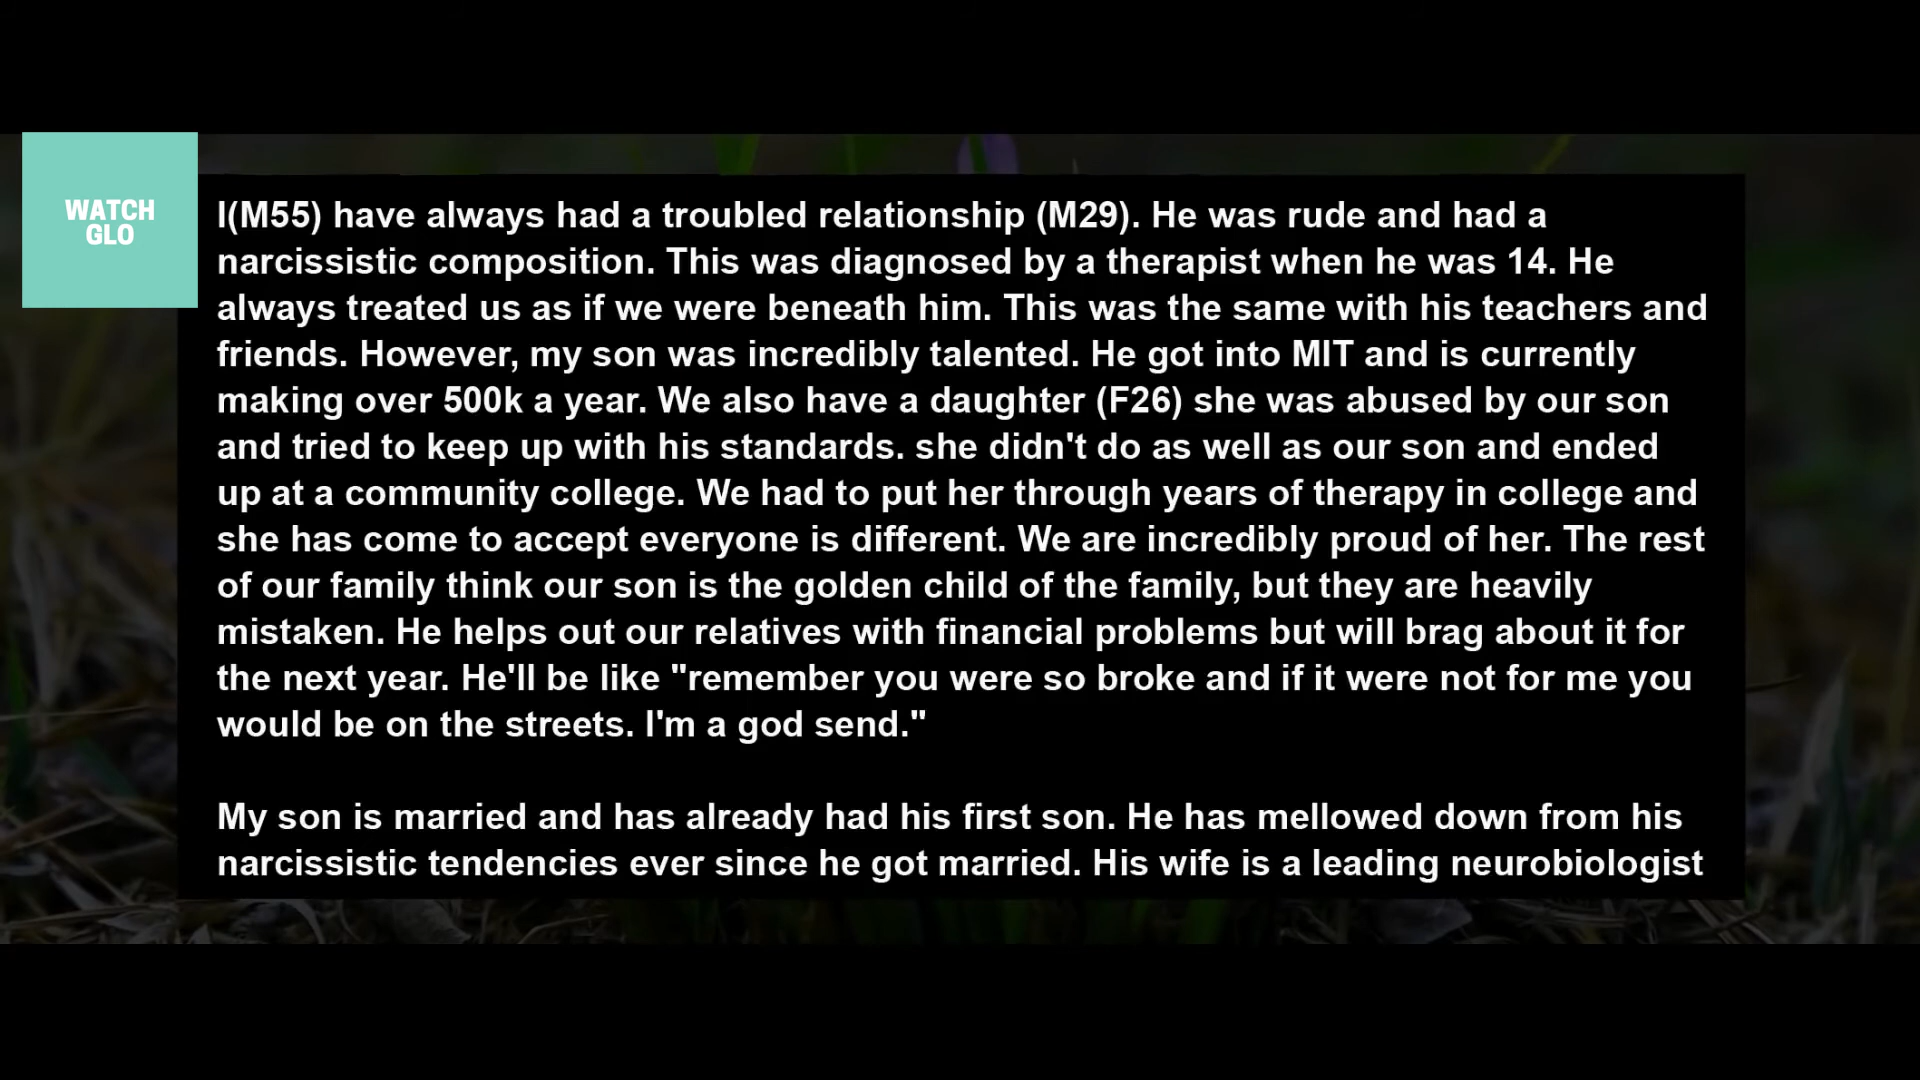 WATCH
GLO
I(M55) have always had a troubled relationship (M29). He was rude and had a
narcissistic composition. This was diagnosed by a therapist when he was 14. He
always treated us as if we were beneath him. This was the same with his teachers and
friends. However, my son was incredibly talented. He got into MIT and is currently
making over 500k a year. We also have a daughter (F26) she was abused by our son
and tried to keep up with his standards. she didn't do as well as our son and ended
up at a community college. We had to put her through years of therapy in college and
she has come to accept everyone is different. We are incredibly proud of her. The rest
of our family think our son is the golden child of the family, but they are heavily
mistaken. He helps out our relatives with financial problems but will brag about it for
the next year. He'll be like "remember you were so broke and if it were not for me you
would be on the streets. I'm a god send."
My son is married and has already had his first son. He has mellowed down from his
narcissistic tendencies ever since he got married. His wife is a leading neurobiologist